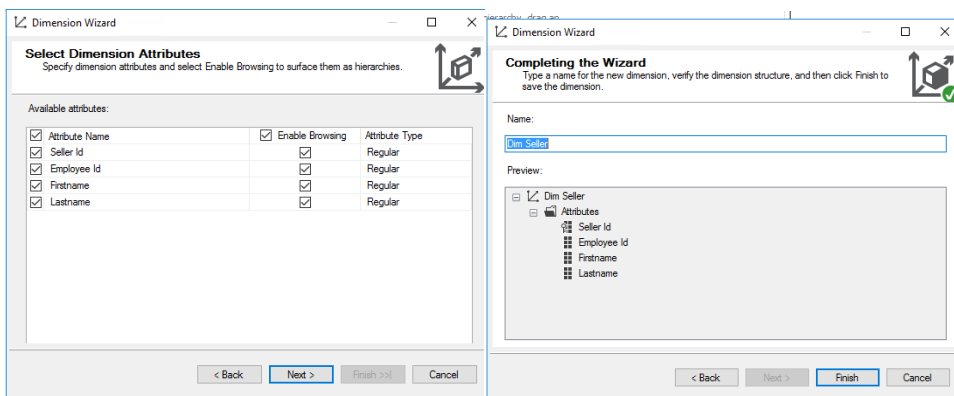 Dimension Wizard
Select Dimension Attributes
Specify dimension attributes and select Enable Browsing to surface them as hierarchies.
Available attributes:
Attribute Name Enable Browsing Attribute Type
Seller Id Regular
Employee Id Regular
Firstname Regular
Lastname Regular
< Back Next > Finish >>| Cancel
Dimension Wizard
Completing the Wizard
Type a name for the new dimension, verify the dimension structure, and then click Finish to
save the dimension.
Name:
Dim Seller
Preview:
Dim Seller
Attributes
Seller Id
Employee Id
Firstname
Lastname
< Back Next > Finish Cancel